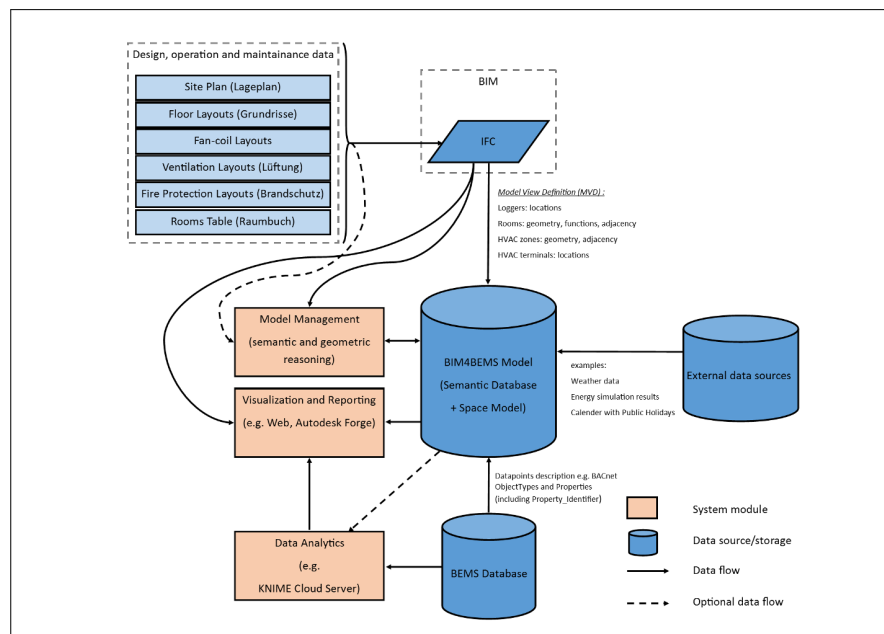 Design, operation and maintainance data
Site Plan (Lageplan)
Floor Layouts (Grundrisse)
Fan-coil Layouts
Ventilation Layouts (Lüftung)
Fire Protection Layouts (Brandschutz)
Rooms Table (Raumbuch)
BIM
IFC
Model View Definition (MVD) :
Loggers: locations
Rooms: geometry, functions, adjacency
HVAC zones: geometry, adjacency
HVAC terminals: locations
Model Management
(semantic and geometric
reasoning)
BIM4BEMS Model
(Semantic Database
+ Space Model)
External data sources
examples:
Weather data
Energy simulation results
Calender with Public Holidays
Visualization and Reporting
(e.g. Web, Autodesk Forge)
Datapoints description e.g. BACnet
ObjectTypes and Properties
(including Property_Identifier)
Data Analytics
(e.g.
KNIME Cloud Server)
BEMS Database
System module
Data source/storage
Data flow
Optional data flow